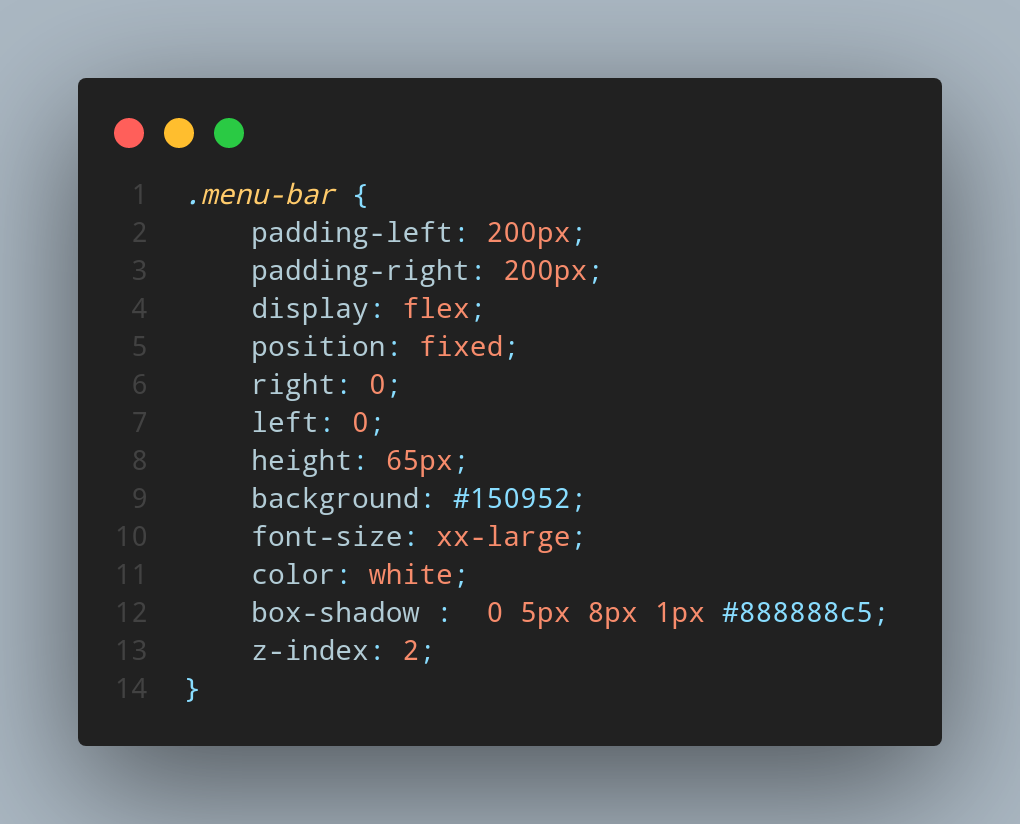 1 .menu-bar {
2     padding-left: 200px;
3     padding-right: 200px;
4     display: flex;
5     position: fixed;
6     right: 0;
7     left: 0;
8     height: 65px;
9     background: #150952;
10     font-size: xx-large;
11     color: white;
12     box-shadow :  0 5px 8px 1px #888888c5;
13     z-index: 2;
14 }